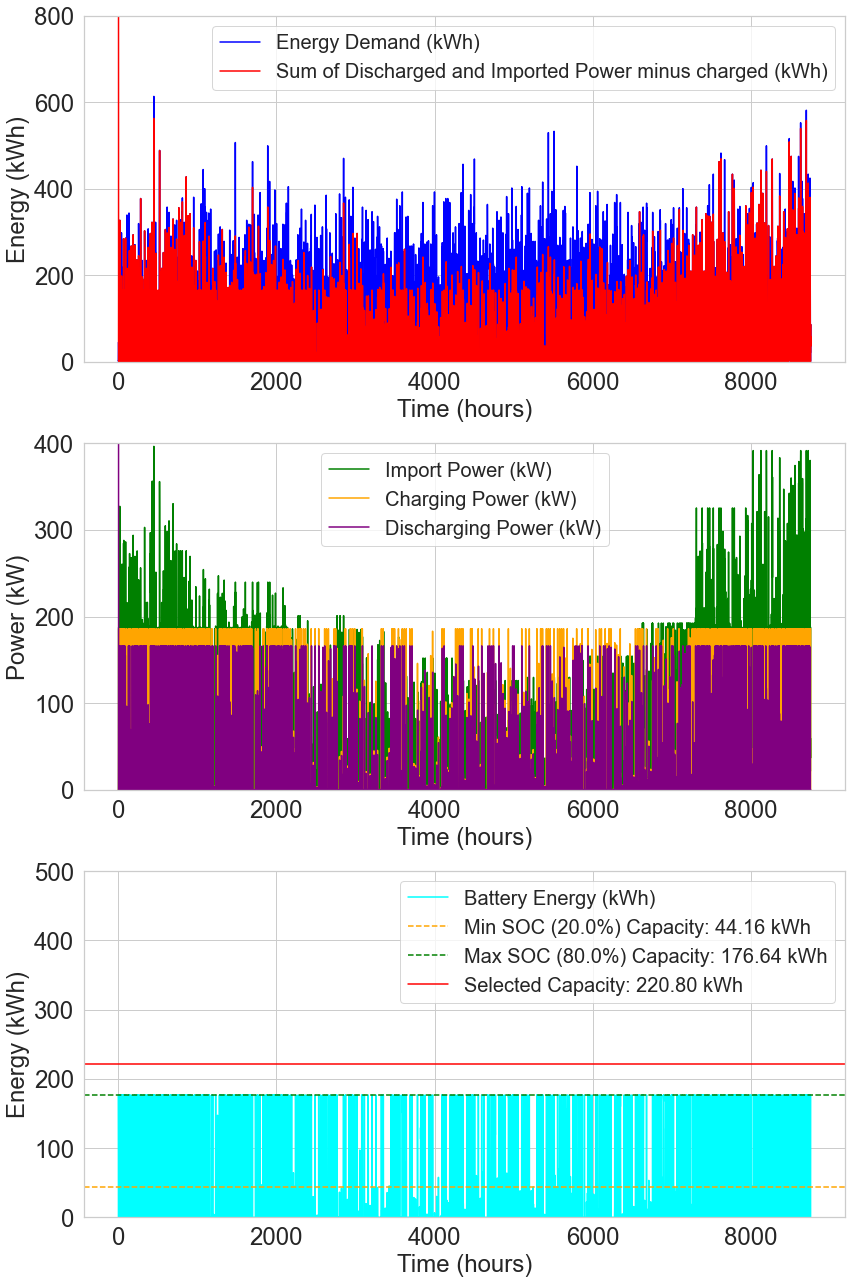 800
Energy Demand (kWh)
Sum of Discharged and Imported Power minus charged (kWh)
600
400
200
0
Energy (kWh)
0 2000 4000 6000 8000
Time (hours)
400
Import Power (kW)
Charging Power (kW)
Discharging Power (kW)
300
200
100
0
Power (kW)
0 2000 4000 6000 8000
Time (hours)
500
Battery Energy (kWh)
Min SOC (20.0%) Capacity: 44.16 kWh
Max SOC (80.0%) Capacity: 176.64 kWh
Selected Capacity: 220.80 kWh
400
300
200
100
0
Energy (kWh)
0 2000 4000 6000 8000
Time (hours)